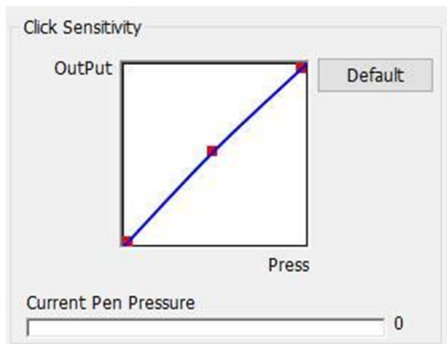 Click Sensitivity
OutPut
Default
Press
Current Pen Pressure
0